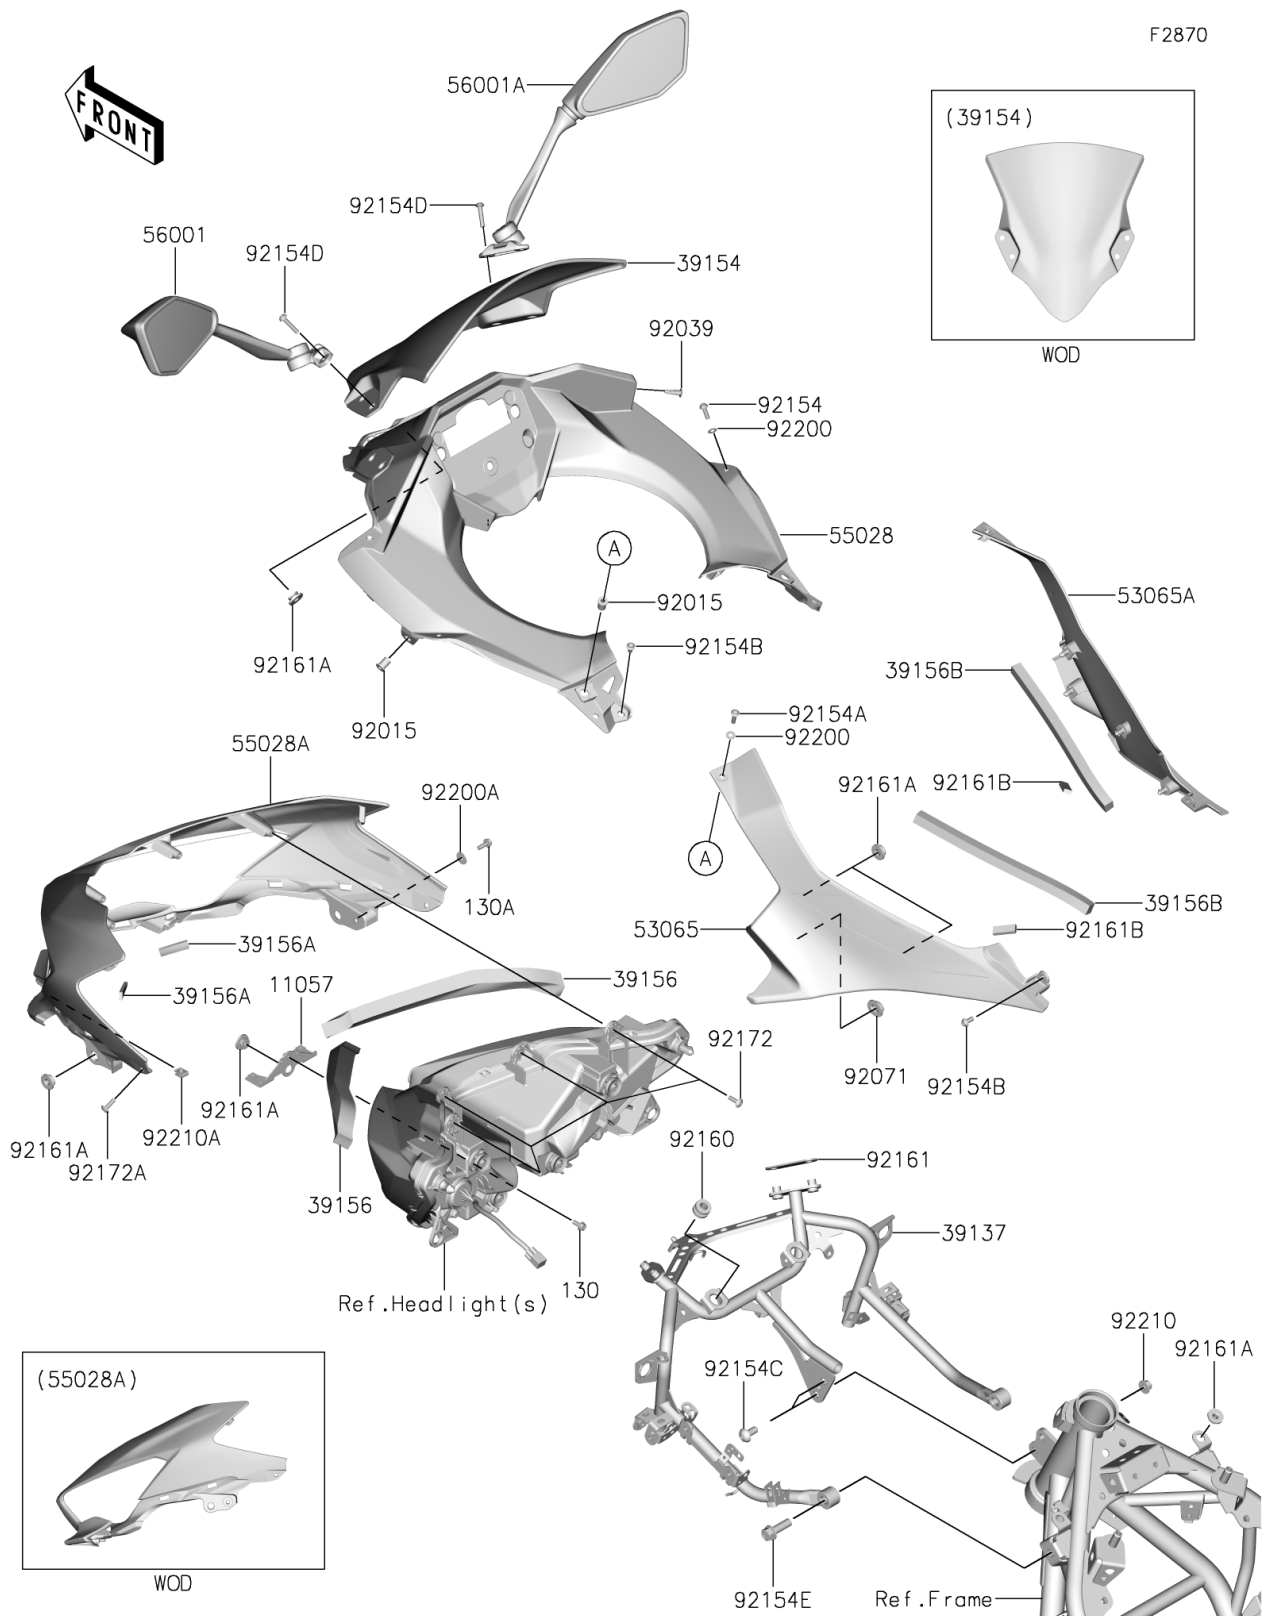 F2870
56001A
FRONT
(39154)
92154D
56001
92154D
39154
92039
WOD
92154
92200
55028
A
53065A
92015
92154B
92161A
39156B
92015
92154A
55028A
92200
92200A
92161A
92161B
A
130A
39156B
53065
92161B
39156A
11057
39156
39156A
92172
92071
92154B
92161A
92210A
92161A
92172A
92160
92161
39156
39137
130
Ref.Headlight(s)
92210
92161A
92154C
(55028A)
WOD
92154E
Ref.Frame